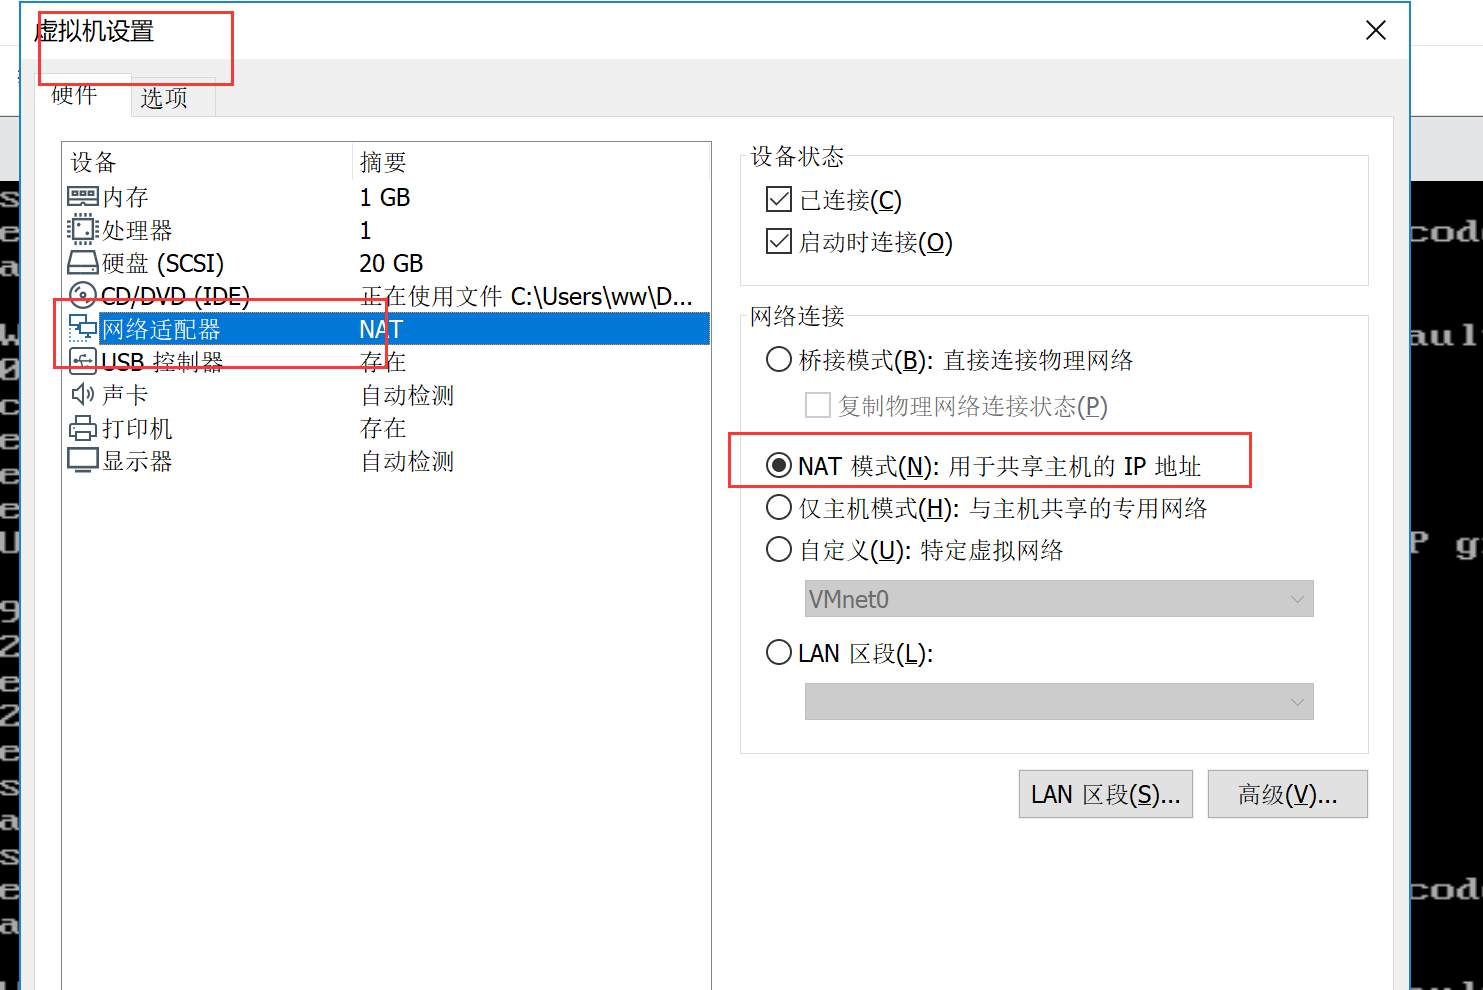 虚拟机设置
硬件
选项
设备 摘要
内存 1 GB
处理器 1
硬盘 (SCSI) 20 GB
CD/DVD (IDE) 正在使用文件 C:\Users\ww\D...
网络适配器 NAT
USB 控制器 存在
声卡 自动检测
打印机 存在
显示器 自动检测
设备状态
已连接(C)
启动时连接(O)
网络连接
桥接模式(B): 直接连接物理网络
复制物理网络连接状态(P)
NAT 模式(N): 用于共享主机的 IP 地址
仅主机模式(H): 与主机共享的专用网络
自定义(U): 特定虚拟网络
VMnet0
LAN 区段(L):
LAN 区段(S)...
高级(V)...